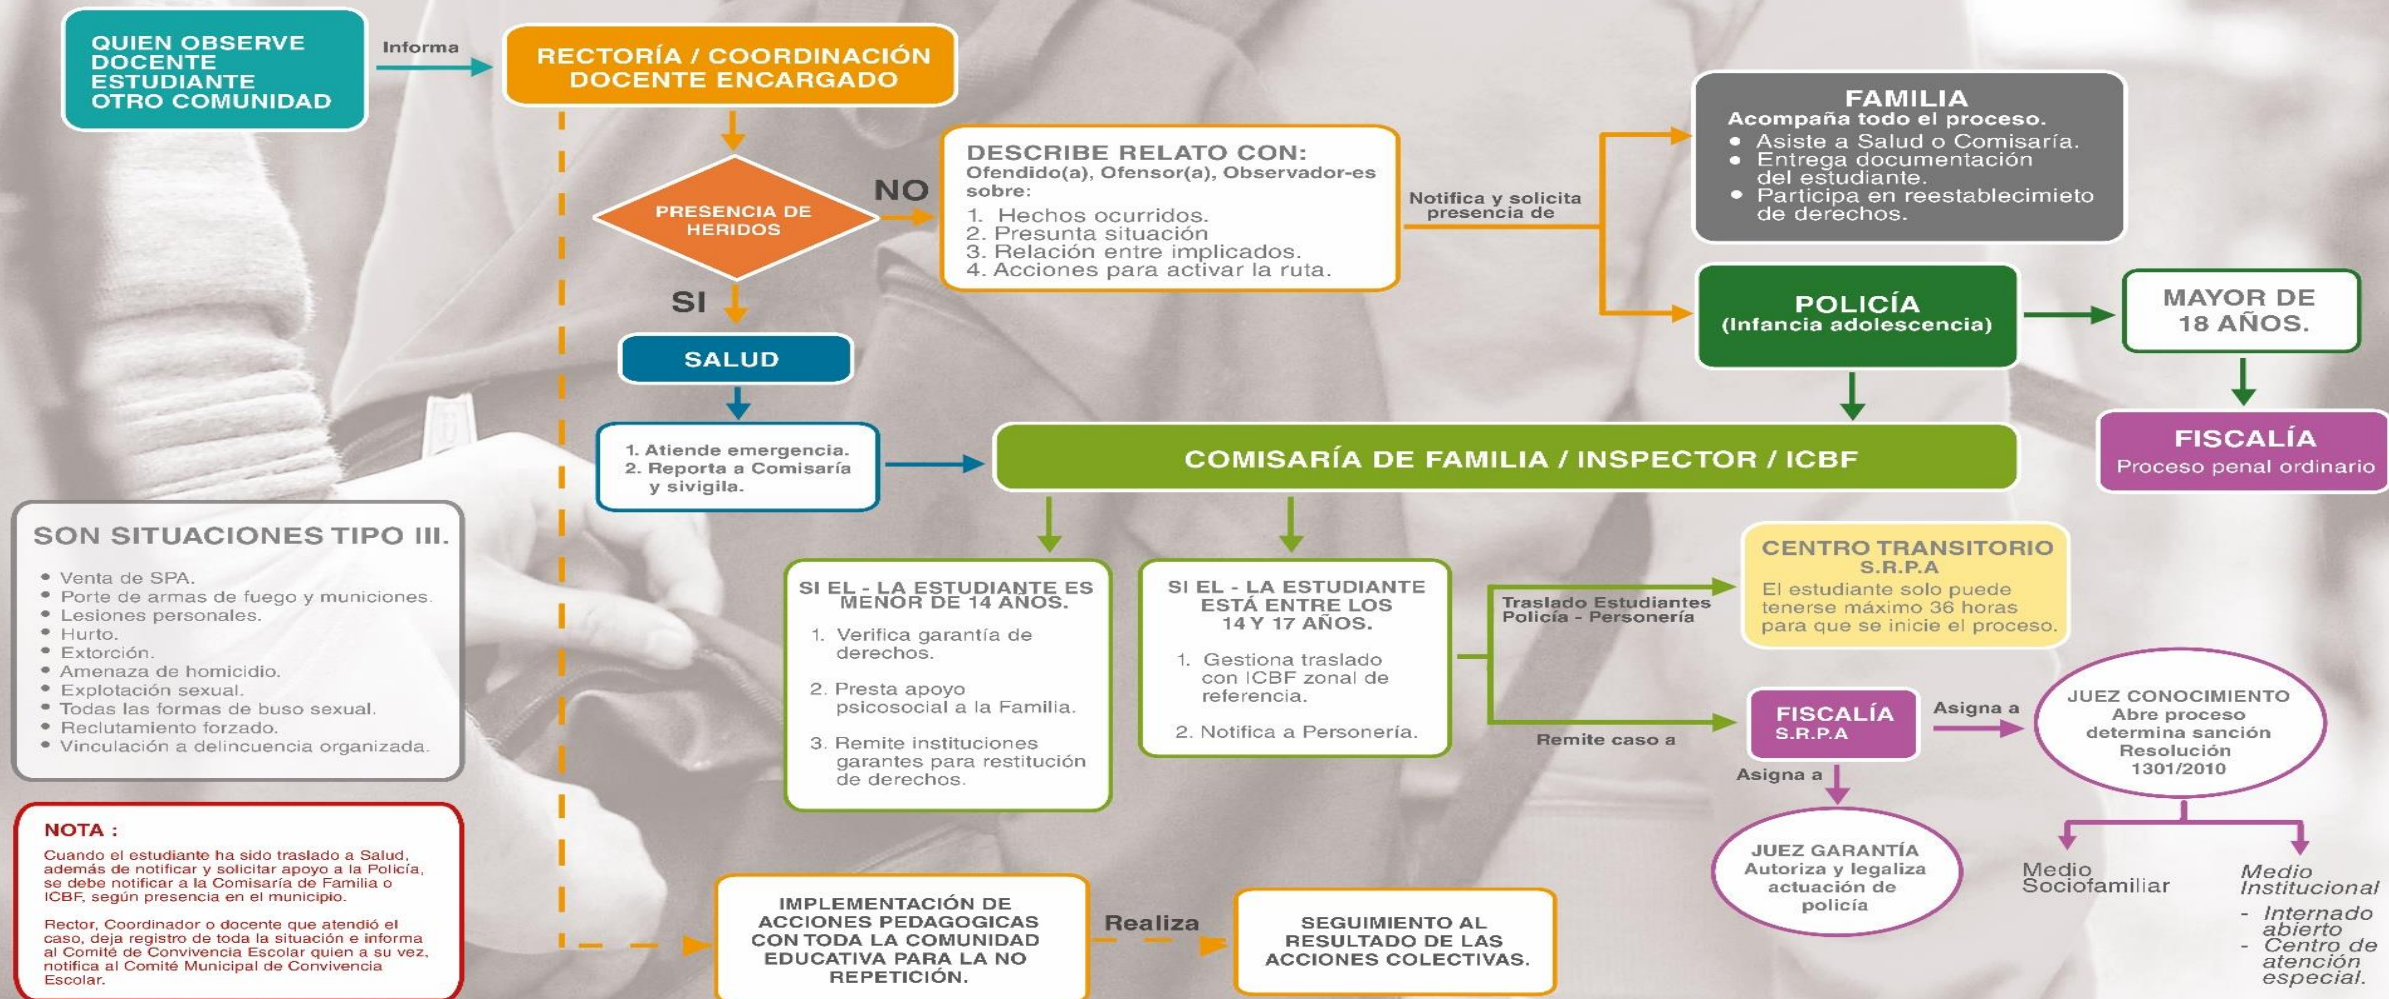 QUIEN OBSERVE
DOCENTE
ESTUDIANTE
OTRO COMUNIDAD
Informa
RECTORÍA / COORDINACIÓN
DOCENTE ENCARGADO
PRESENCIA DE
HERIDOS
NO
DESCRIBE RELATO CON:
Ofendido(a), Ofensor(a), Observador-es
sobre:
1. Hechos ocurridos.
2. Presunta situación
3. Relación entre implicados.
4. Acciones para activar la ruta.
Notifica y solicita
presencia de
FAMILIA
Acompaña todo el proceso.
• Asiste a Salud o Comisaría.
• Entrega documentación
del estudiante.
• Participa en reestablecimieto
de derechos.
POLICÍA
(Infancia adolescencia)
MAYOR DE
18 AÑOS.
FISCALÍA
Proceso penal ordinario
SI
SALUD
1. Atiende emergencia.
2. Reporta a Comisaría
y sivigila.
COMISARÍA DE FAMILIA / INSPECTOR / ICBF
SON SITUACIONES TIPO III.
• Venta de SPA.
• Porte de armas de fuego y municiones.
• Lesiones personales.
• Hurto.
• Extorción.
• Amenaza de homicidio.
• Explotación sexual.
• Todas las formas de buso sexual.
• Reclutamiento forzado.
• Vinculación a delincuencia organizada.
SI EL - LA ESTUDIANTE ES
MENOR DE 14 AÑOS.
1. Verifica garantía de
derechos.
2. Presta apoyo
psicosocial a la Familia.
3. Remite instituciones
garantes para restitución
de derechos.
SI EL - LA ESTUDIANTE
ESTÁ ENTRE LOS
14 Y 17 AÑOS.
1. Gestiona traslado
con ICBF zonal de
referencia.
2. Notifica a Personería.
Traslado Estudiantes
Policía - Personería
CENTRO TRANSITORIO
S.R.P.A
El estudiante solo puede
tenerse máximo 36 horas
para que se inicie el proceso.
Remite caso a
FISCALÍA
S.R.P.A
Asigna a
JUEZ CONOCIMIENTO
Abre proceso
determina sanción
Resolución
1301/2010
Asigna a
JUEZ GARANTÍA
Autoriza y legaliza
actuación de
policía
Medio
Sociofamiliar
Medio
Institucional
- Internado
abierto
- Centro de
atención
especial.
NOTA :
Cuando el estudiante ha sido traslado a Salud,
además de notificar y solicitar apoyo a la Policía,
se debe notificar a la Comisaría de Familia o
ICBF, según presencia en el municipio.
Rector, Coordinador o docente que atendió el
caso, deja registro de toda la situación e informa
al Comité de Convivencia Escolar quien a su vez,
notifica al Comité Municipal de Convivencia
Escolar.
IMPLEMENTACIÓN DE
ACCIONES PEDAGOGICAS
CON TODA LA COMUNIDAD
EDUCATIVA PARA LA NO
REPETICIÓN.
Realiza
SEGUIMIENTO AL
RESULTADO DE LAS
ACCIONES COLECTIVAS.